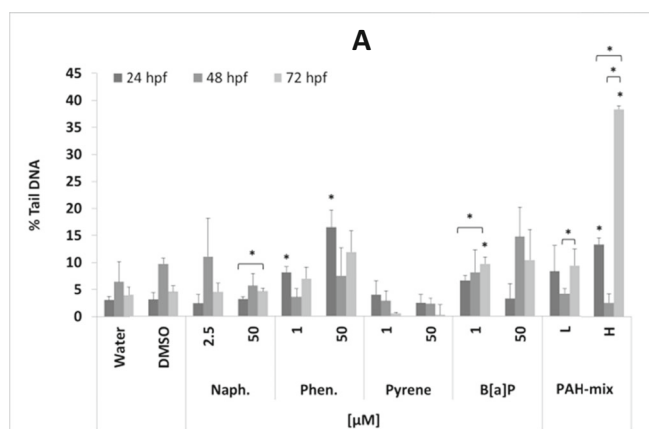 A
24 hpf 48 hpf 72 hpf
% Tail DNA
45
40
35
30
25
20
15
10
5
0
* * * * * * * * * *
Water DMSO 2.5 50 1 50 1 50 1 50 L H
Naph. Phen. Pyrene B[a]P PAH-mix
[µM]